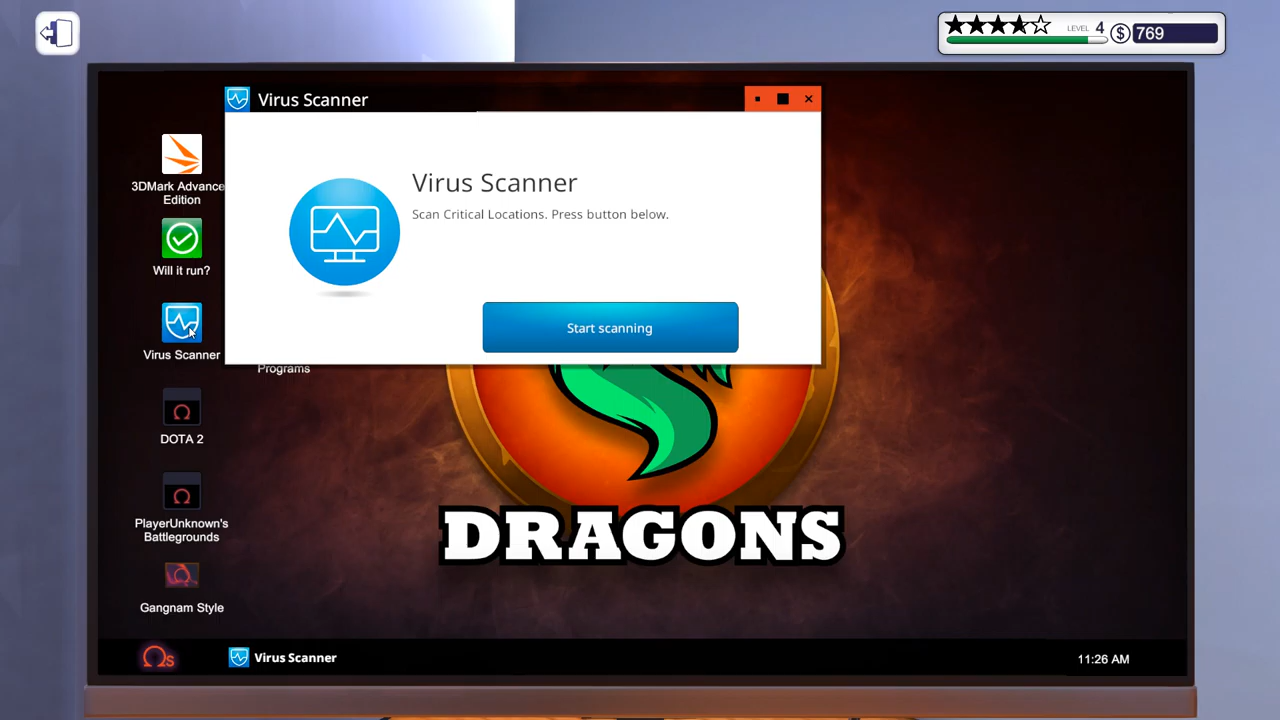 LEVEL 4
$ 769
Virus Scanner
Virus Scanner
Scan Critical Locations. Press button below.
Start scanning
3DMark Advance
Edition
Will it run?
Virus Scanner
Programs
DOTA 2
PlayerUnknown's
Battlegrounds
Gangnam Style
DRAGONS
Ωs
Virus Scanner
11:26 AM